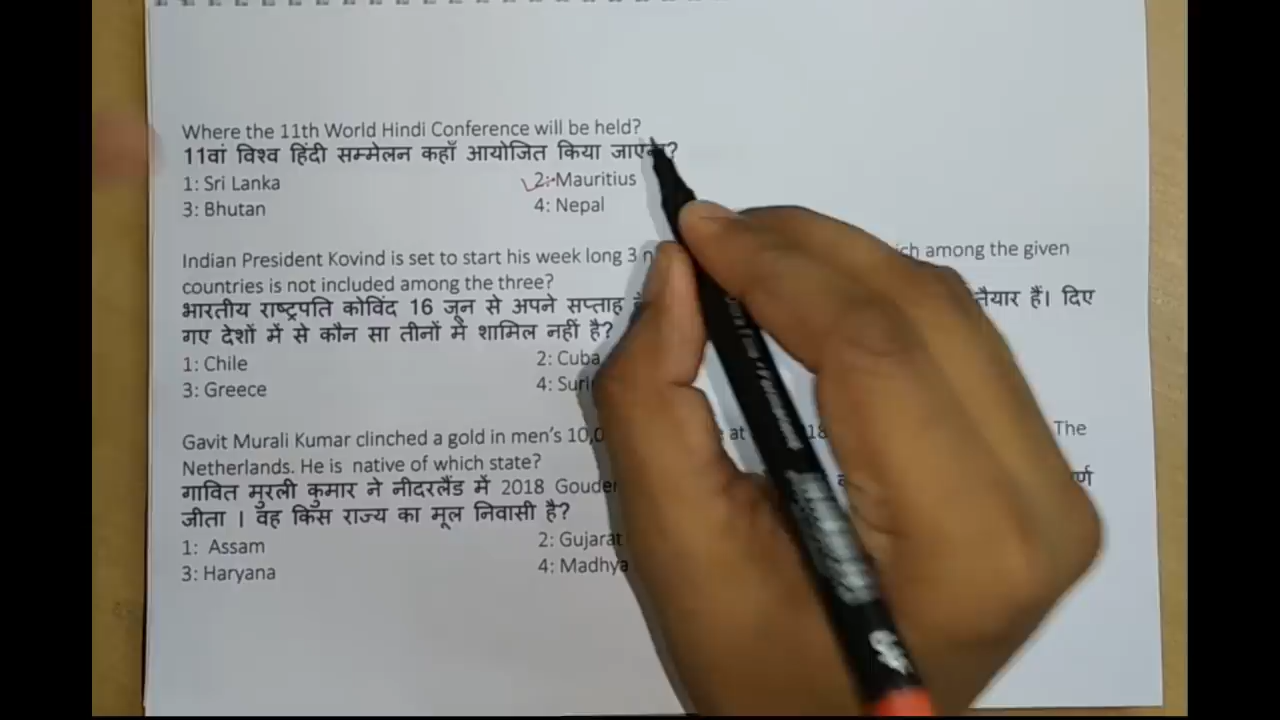 Where the 11th World Hindi Conference will be held?
11वां विश्व हिंदी सम्मेलन कहाँ आयोजित किया
1: Sri Lanka
2: Mauritius
3: Bhutan
4: Nepal
Indian President Kovind is set to start his week long 3 among the given
countries is not included among the three?
भारतीय राष्ट्रपति कोविंद 16 जून से अपने सप्ताह तैयार हैं। दिए
गए देशों में से कौन सा तीनों में शामिल नहीं है?
1: Chile
2: Cuba
3: Greece
4:
Gavit Murali Kumar clinched a gold in men's at The
Netherlands. He is native of which state?
गावित मुरली कुमार ने नीदरलैंड में 2018
जीता । वह किस राज्य का मूल निवासी है?
1: Assam
2: Gujarat
3: Haryana
4: Madhya